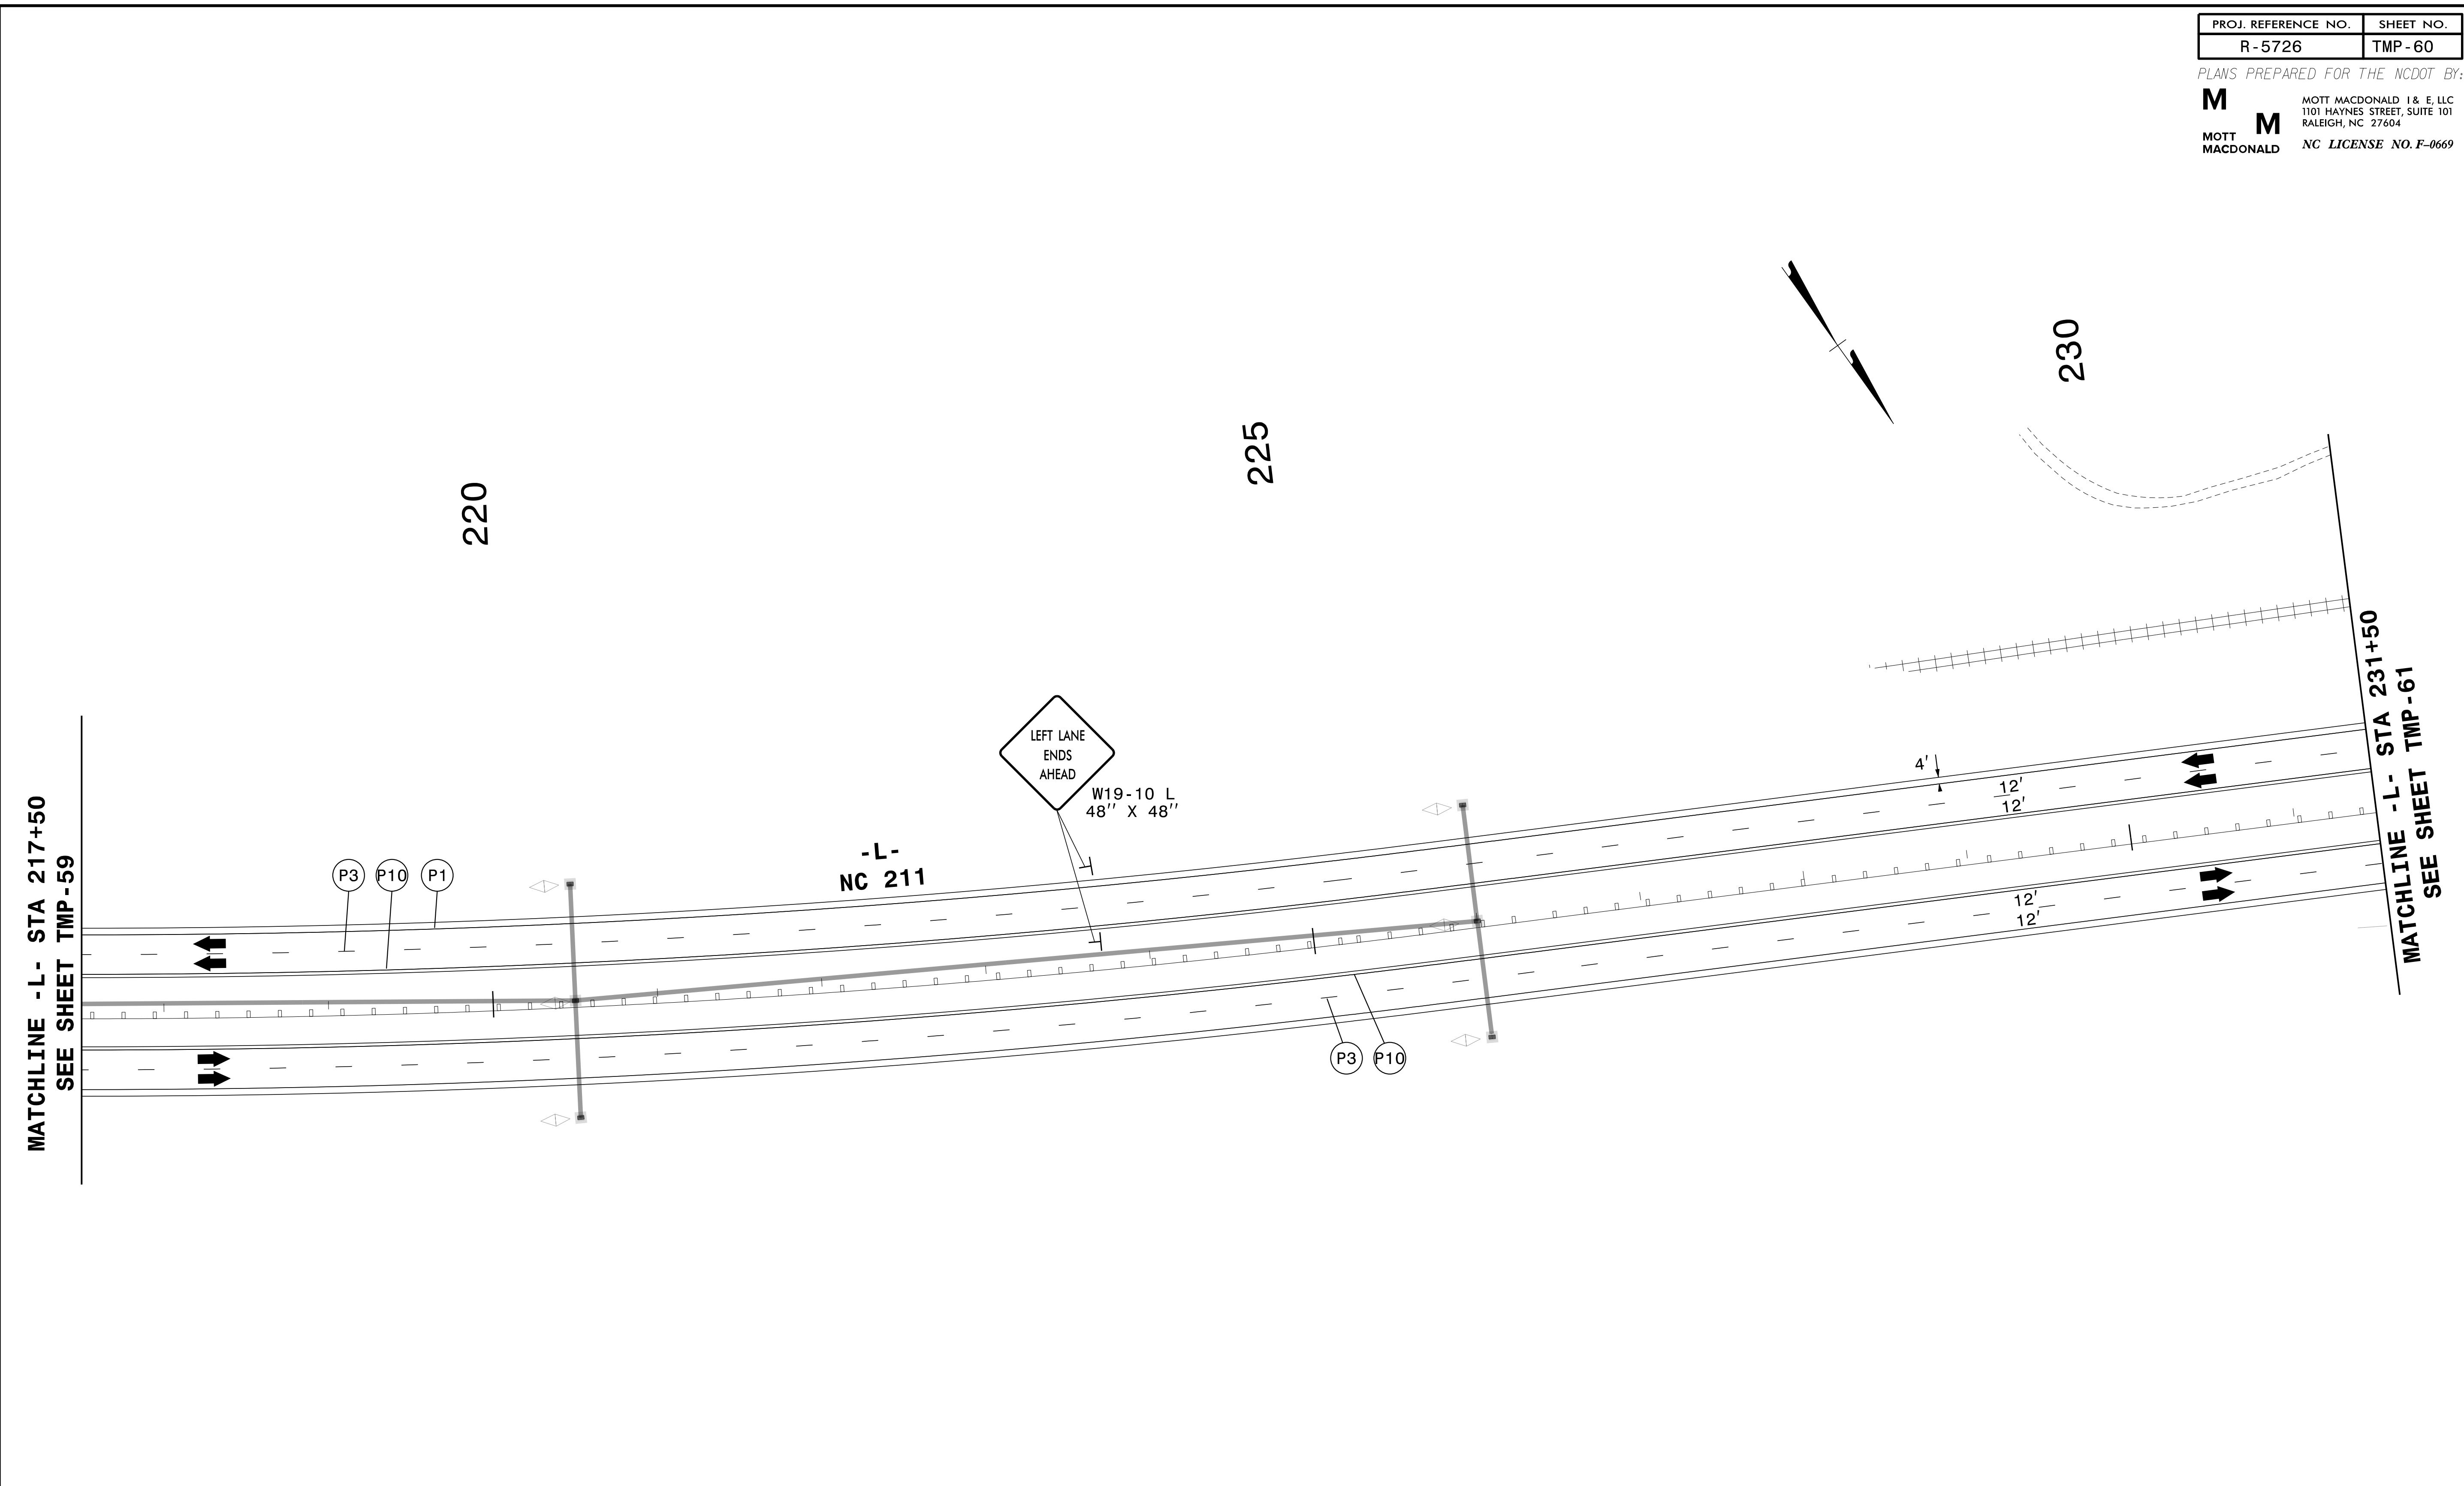 PROJ. REFERENCE NO. SHEET NO.
R-5726 TMP-60
PLANS PREPARED FOR THE NCDOT BY:
M
M
MOTT
MACDONALD
MOTT MACDONALD I & E, LLC
1101 HAYNES STREET, SUITE 101
RALEIGH, NC 27604
NC LICENSE NO. F-0669
220
225
230
LEFT LANE
ENDS
AHEAD
W19-10 L
48'' X 48''
-L-
NC 211
P3 P10 P1
4'
12'
12'
12'
12'
P3 P10
MATCHLINE -L- STA 217+50
SEE SHEET TMP-59
MATCHLINE -L- STA 231+50
SEE SHEET TMP-61